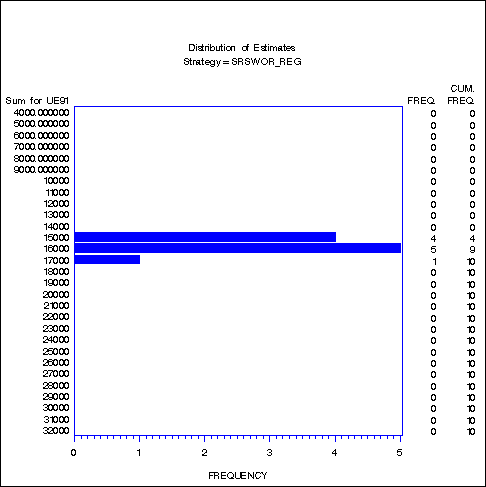 Distribution of Estimates
Strategy=SRSWOR_REG
CUM.
Sum for UE91 FREQ. FREQ.
4000.000000 0 0
5000.000000 0 0
6000.000000 0 0
7000.000000 0 0
8000.000000 0 0
9000.000000 0 0
10000 0 0
11000 0 0
12000 0 0
13000 0 0
14000 0 0
15000 4 4
16000 5 9
17000 1 10
18000 0 10
19000 0 10
20000 0 10
21000 0 10
22000 0 10
23000 0 10
24000 0 10
25000 0 10
26000 0 10
27000 0 10
28000 0 10
29000 0 10
30000 0 10
31000 0 10
32000 0 10
0 1 2 3 4 5
FREQUENCY